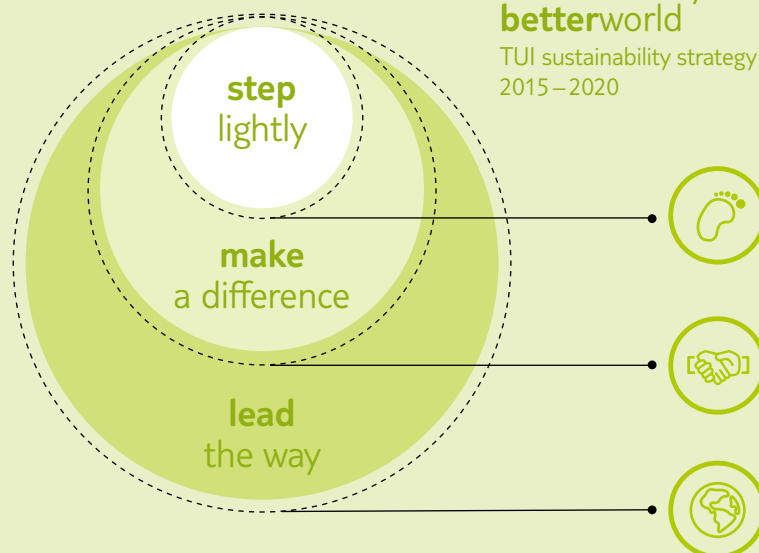 betterworld
TUI sustainability strategy
2015–2020
step
lightly
make
a difference
lead
the way